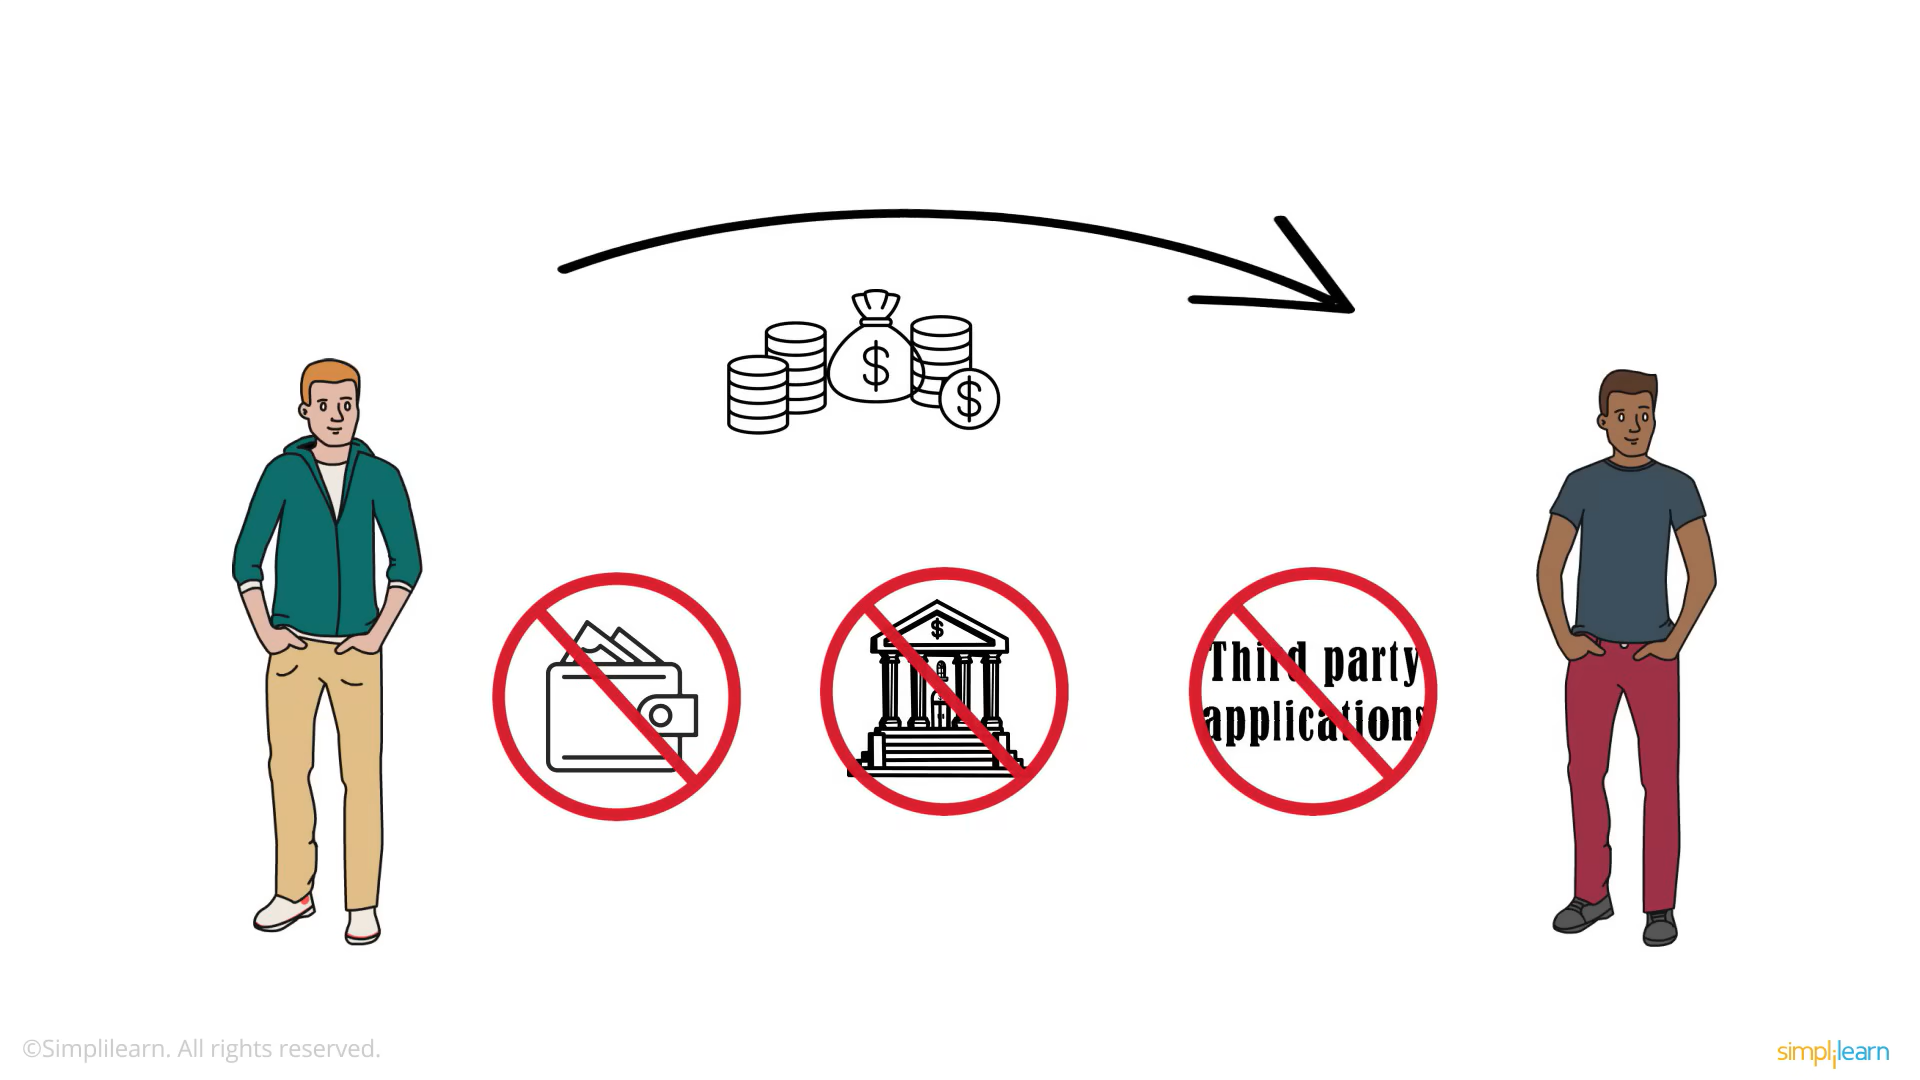 $
$
$
Third party
applications
©Simplilearn. All rights reserved.
simplilearn